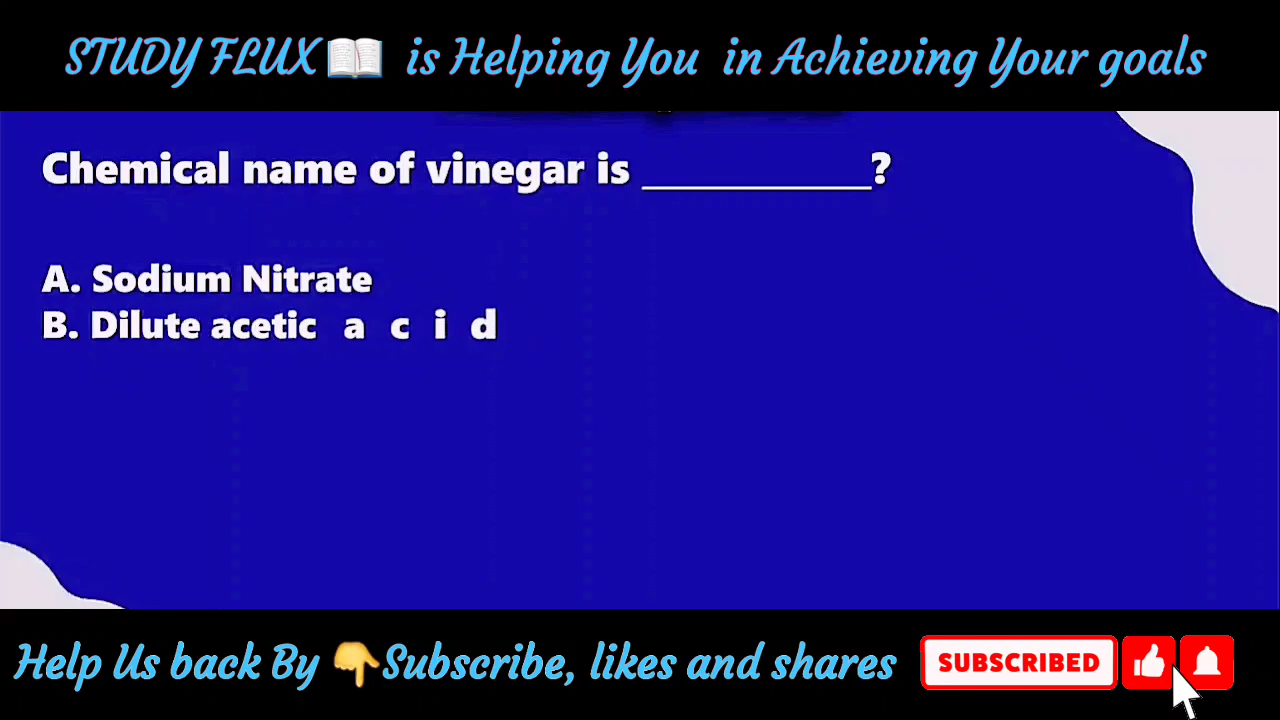 STUDY FLUX📖 is Helping You in Achieving Your goals
Chemical name of vinegar is ___________?
A. Sodium Nitrate
B. Dilute acetic a c i d
Help Us back By 👇Subscribe, likes and shares
SUBSCRIBED